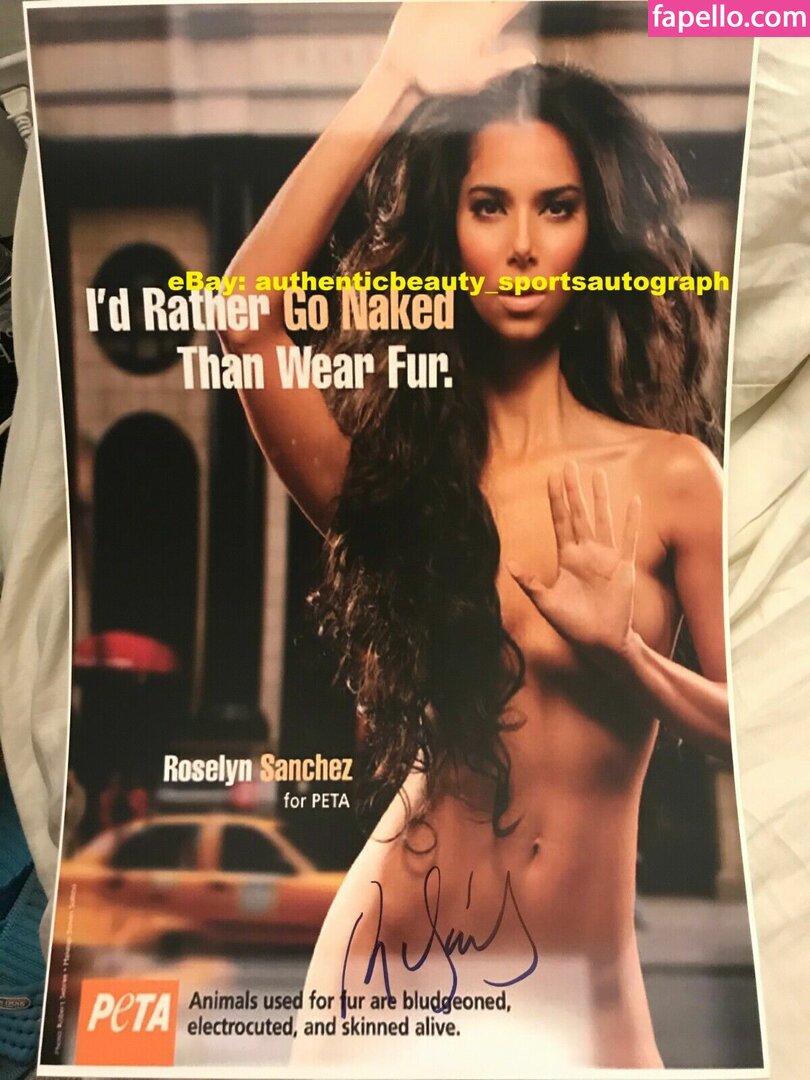 fapello.com
eBay: authenticbeauty_sportsautograph
I'd Rather Go Naked
Than Wear Fur.
Roselyn Sanchez
for PETA
PETA
Animals used for fur are bludgeoned,
electrocuted, and skinned alive.